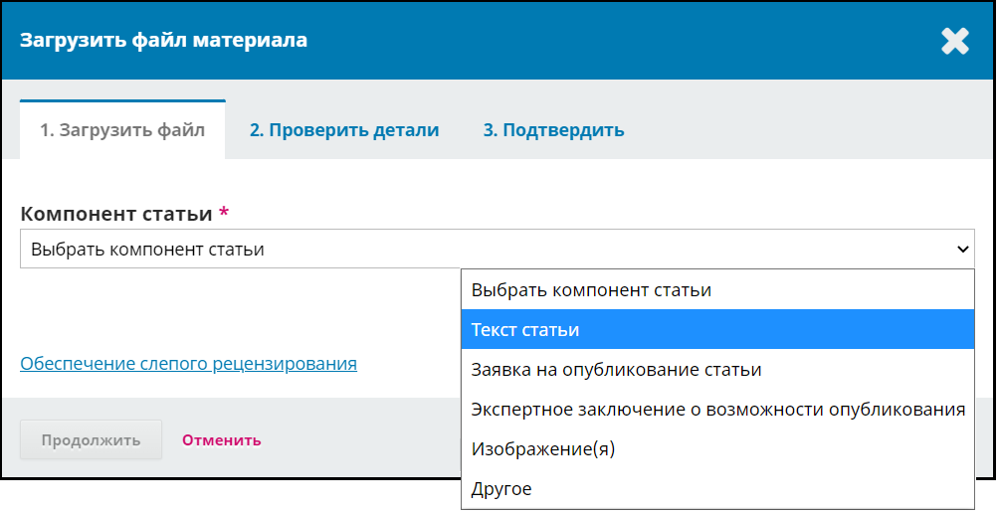 Загрузить файл материала
1. Загрузить файл
2. Проверить детали
3. Подтвердить
Компонент статьи *
Выбрать компонент статьи
Выбрать компонент статьи
Текст статьи
Заявка на опубликование статьи
Экспертное заключение о возможности опубликования
Изображение(я)
Другое
Обеспечение слепого рецензирования
Продолжить
Отменить